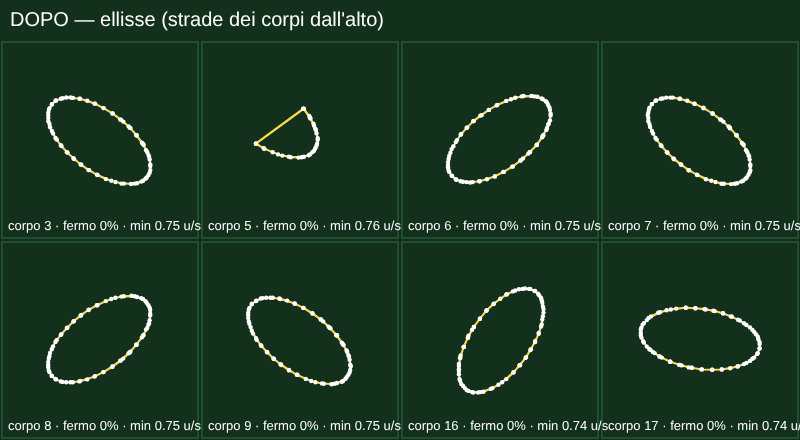 DOPO — ellisse (strade dei corpi dall'alto)
corpo 3 · fermo 0% · min 0.75 u/s
corpo 5 · fermo 0% · min 0.76 u/s
corpo 6 · fermo 0% · min 0.75 u/s
corpo 7 · fermo 0% · min 0.75 u/s
corpo 8 · fermo 0% · min 0.75 u/s
corpo 9 · fermo 0% · min 0.75 u/s
corpo 16 · fermo 0% · min 0.74 u/s
corpo 17 · fermo 0% · min 0.74 u/